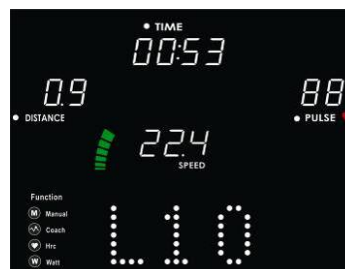 TIME
00:53
0.9
88
DISTANCE
PULSE
22.4
SPEED
Function
M Manual
Coach
Hrc
W Watt
L10